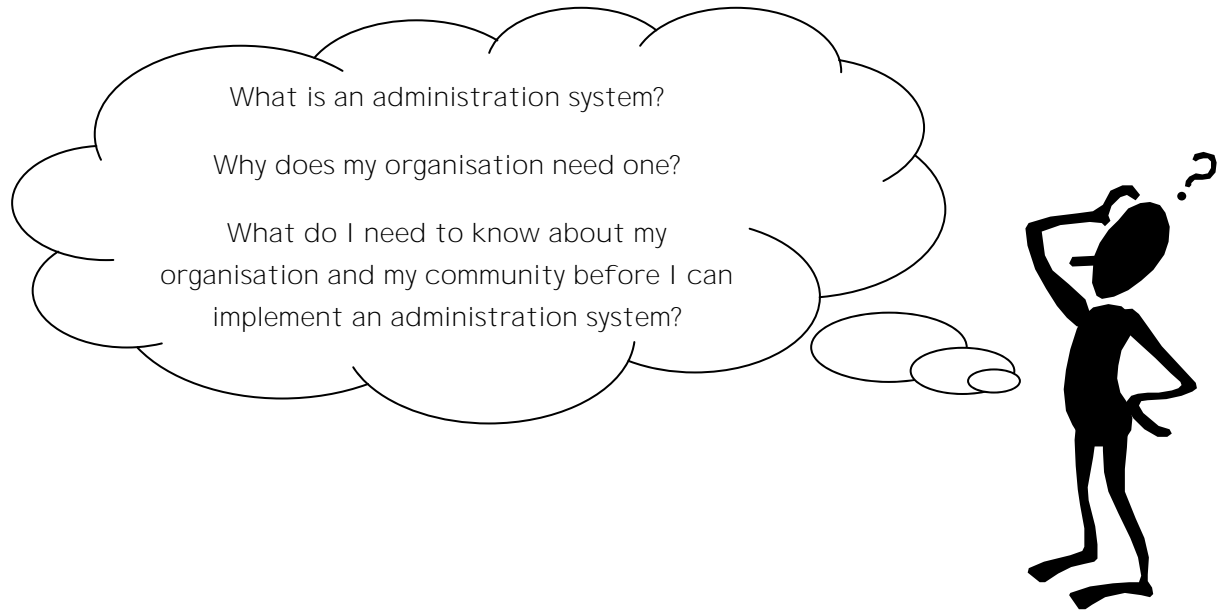 What is an administration system?
Why does my organisation need one?
What do I need to know about my
organisation and my community before I can
implement an administration system?
?